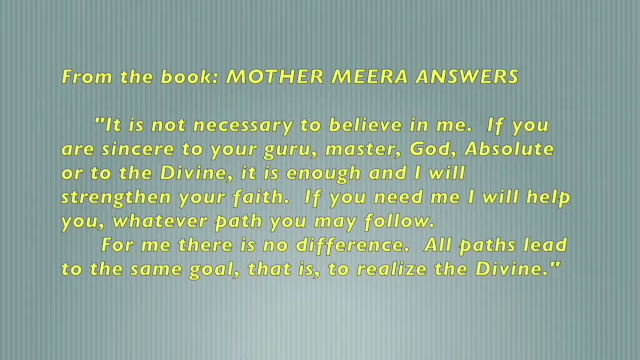 From the book: MOTHER MEERA ANSWERS
"It is not necessary to believe in me. If you
are sincere to your guru, master, God, Absolute
or to the Divine, it is enough and I will
strengthen your faith. If you need me I will help
you, whatever path you may follow.
For me there is no difference. All paths lead
to the same goal, that is, to realize the Divine."